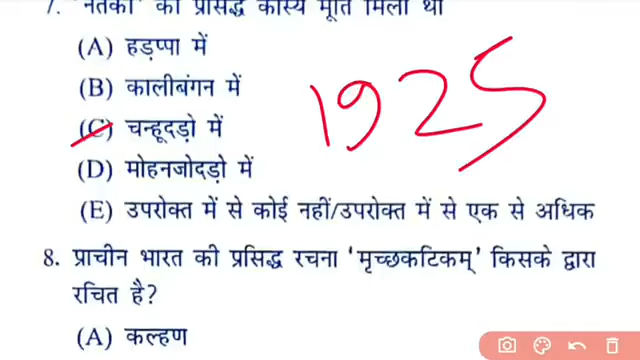 7. 'नर्तकी' की प्रसिद्ध कांस्य मूर्ति मिली थी
(A) हड़प्पा में
(B) कालीबंगन में
(C) चन्हूदड़ो में
(D) मोहनजोदड़ो में
(E) उपरोक्त में से कोई नहीं/उपरोक्त में से एक से अधिक
1925
8. प्राचीन भारत की प्रसिद्ध रचना 'मृच्छकटिकम्' किसके द्वारा
रचित है?
(A) कल्हण